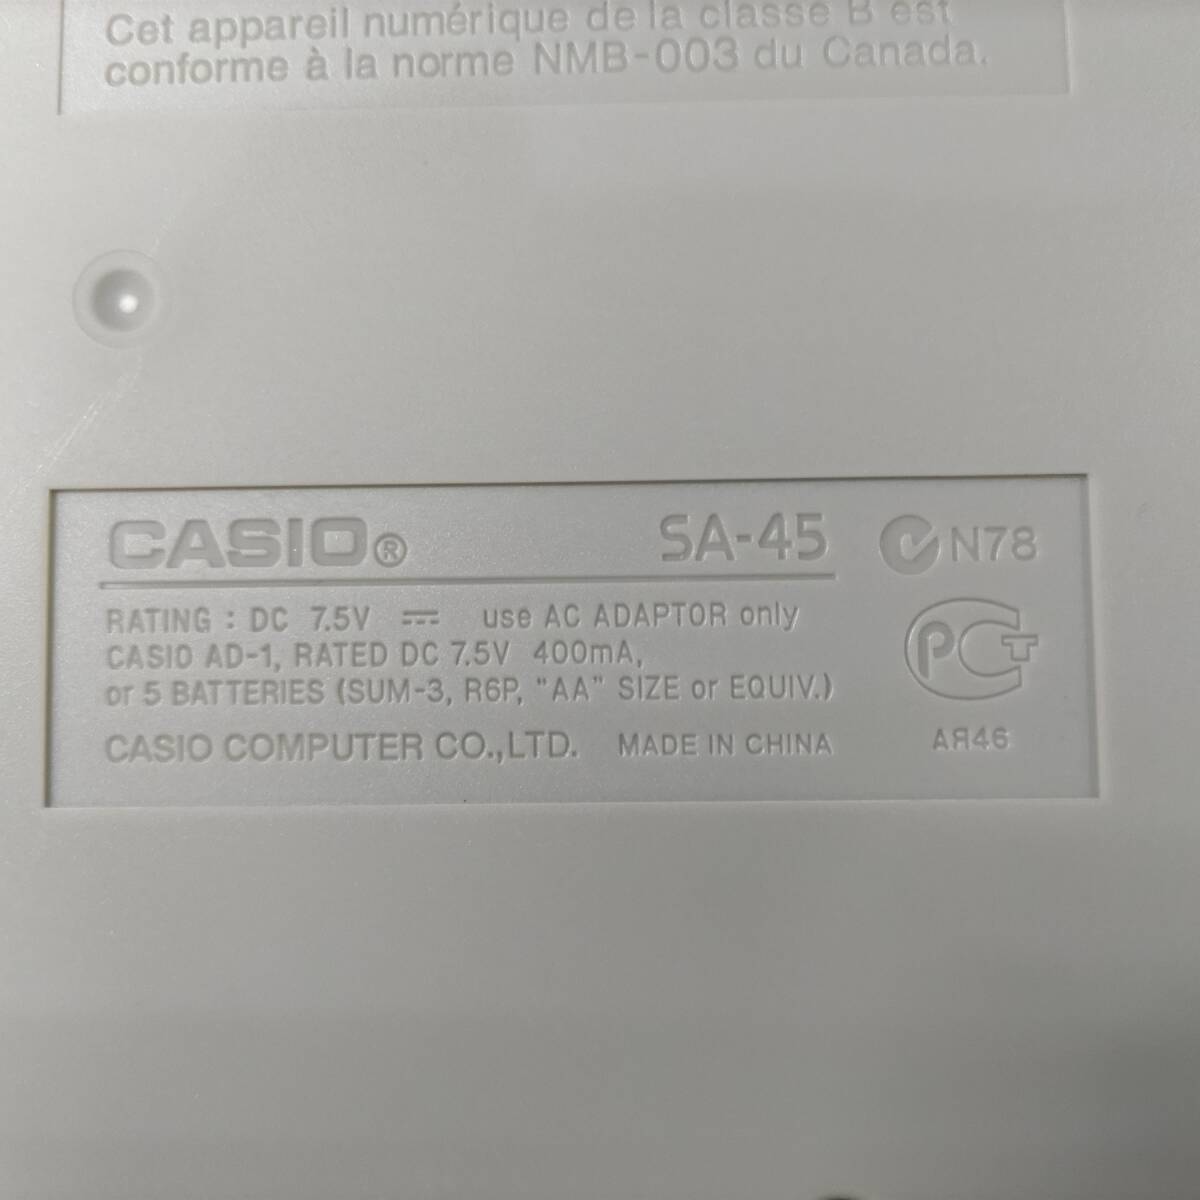 Cet appareil numérique de la classe B est
conforme à la norme NMB-003 du Canada.
CASIO® SA-45 N78
RATING : DC 7.5V ⎓ use AC ADAPTOR only
CASIO AD-1, RATED DC 7.5V 400mA,
or 5 BATTERIES (SUM-3, R6P, "AA" SIZE or EQUIV.)
CASIO COMPUTER CO.,LTD. MADE IN CHINA
РСТ
АЯ46